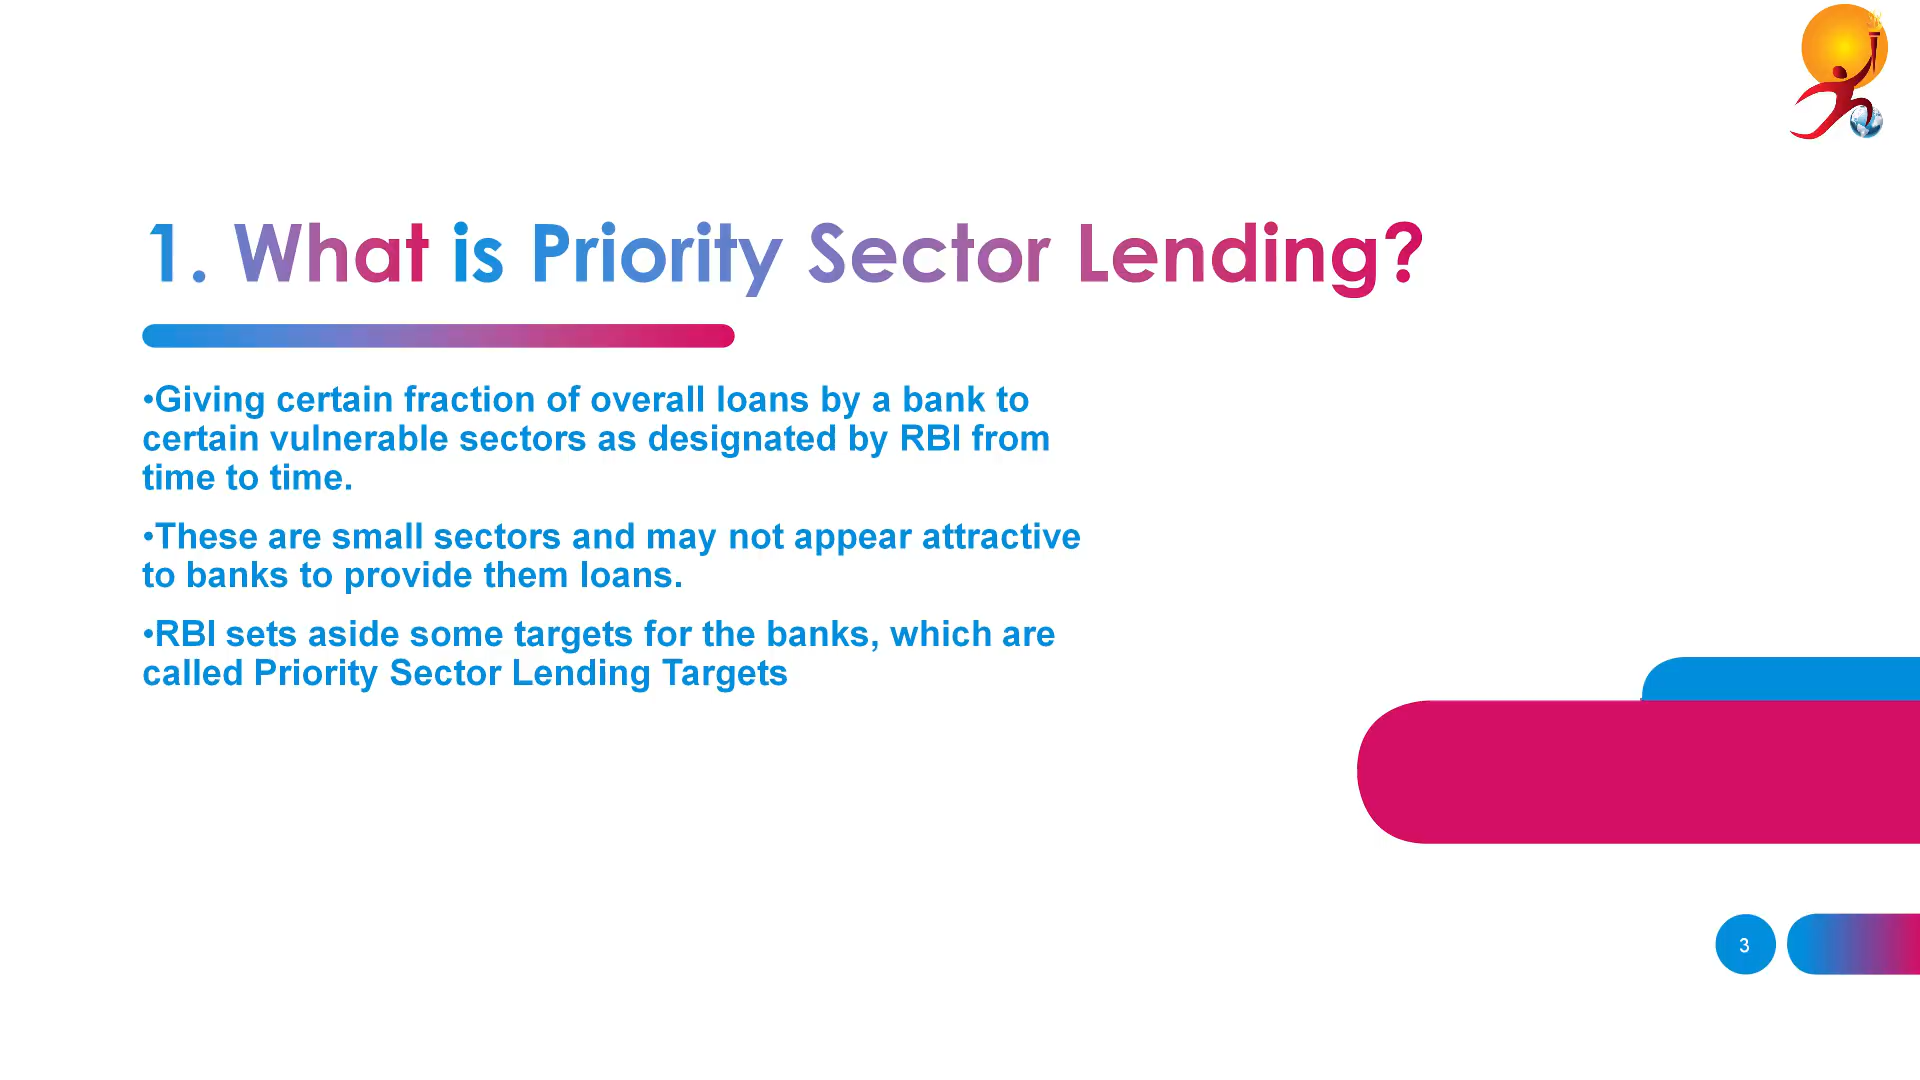 1. What is Priority Sector Lending?
•Giving certain fraction of overall loans by a bank to
certain vulnerable sectors as designated by RBI from
time to time.
•These are small sectors and may not appear attractive
to banks to provide them loans.
•RBI sets aside some targets for the banks, which are
called Priority Sector Lending Targets
3